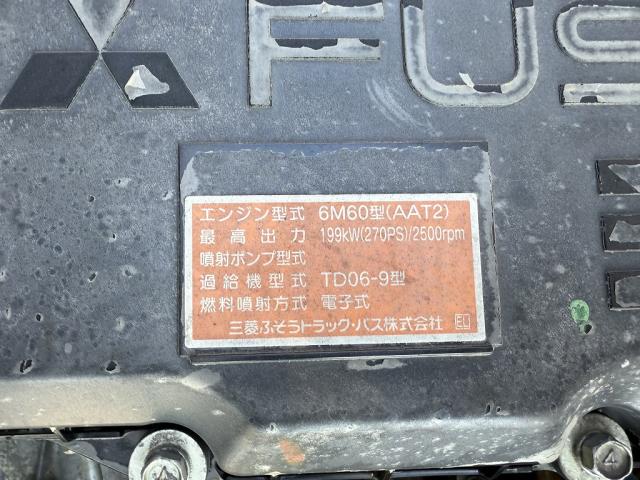 FUS
エンジン型式 6M60型(AAT2)
最高出力 199kW(270PS)/2500rpm
噴射ポンプ型式
過給機型式 TD06-9型
燃料噴射方式 電子式
三菱ふそうトラック・バス株式会社 EL
4
4